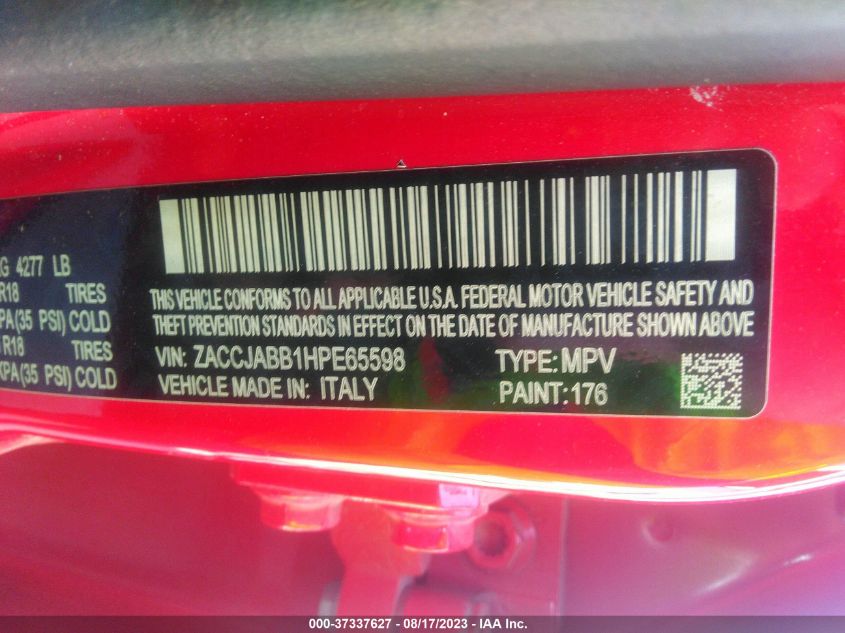 G 4277 LB
R18 TIRES
PA(35 PSI) COLD
R18 TIRES
KPA(35 PSI) COLD
THIS VEHICLE CONFORMS TO ALL APPLICABLE U.S.A. FEDERAL MOTOR VEHICLE SAFETY AND
THEFT PREVENTION STANDARDS IN EFFECT ON THE DATE OF MANUFACTURE SHOWN ABOVE
VIN: ZACCJABB1HPE65598 TYPE: MPV
VEHICLE MADE IN: ITALY PAINT: 176
000-37337627 - 08/17/2023 - IAA Inc.